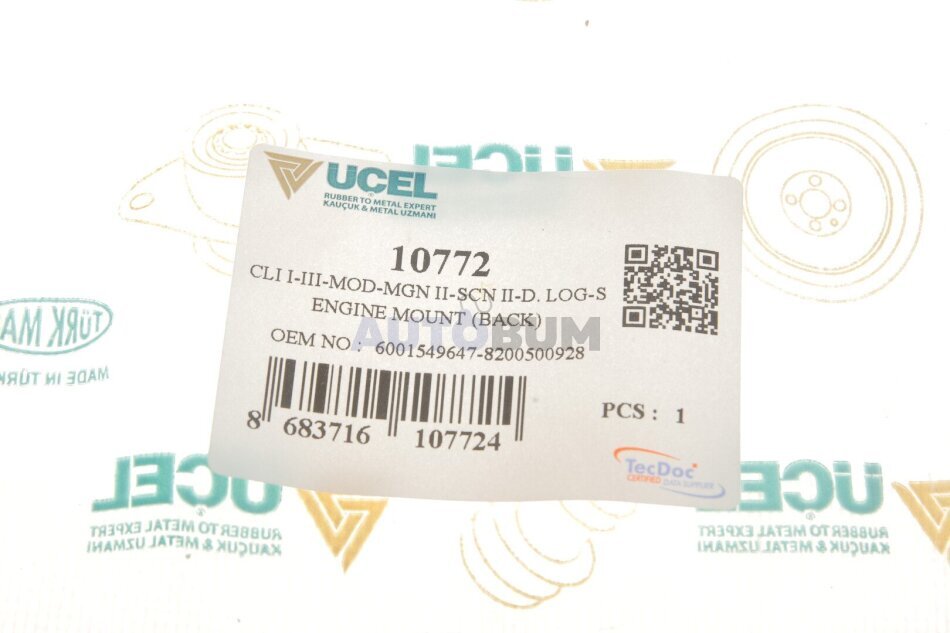 UCEL
UCEL
RUBBER TO METAL EXPERT
KAUÇUK & METAL UZMANI
10772
CLI I-III-MOD-MGN II-SCN II-D. LOG-S
ENGINE MOUNT (BACK)
AUTOBUM
OEM NO : 6001549647-8200500928
TÜRK MA
MADE IN TÜRK
PCS : 1
8 683716 107724
TecDoc
CERTIFIED DATA SUPPLIER
UCEL
RUBBER TO METAL EXPERT
KAUÇUK & METAL UZMANI
UCEL
RUBBER TO METAL EXPERT
KAUÇUK & METAL UZMANI